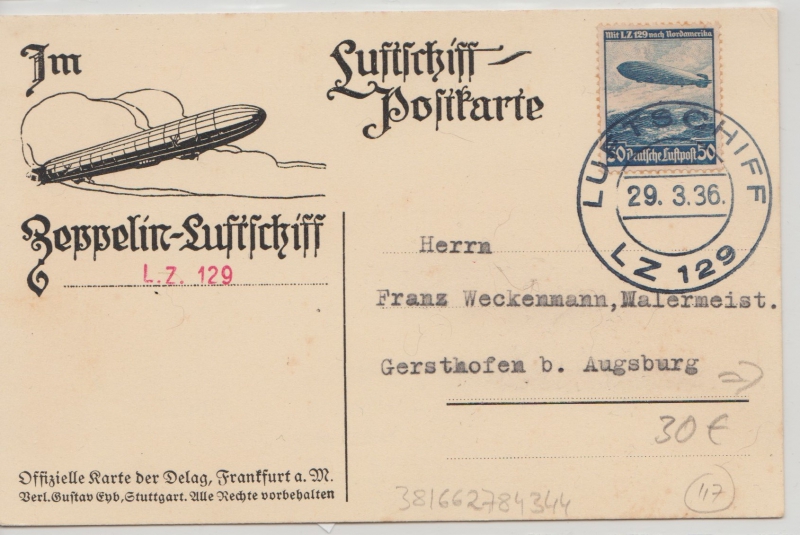 Im
Luftschiff-
Postkarte
Mit L.Z. 129 nach Nordamerika
50 Deutsche Luftpost 50
LUFTSCHIFF
29. 3.36.
LZ 129
Zeppelin-Luftschiff
L.Z. 129
Herrn
Franz Weckenmann,Malermeist.
Gersthofen b. Augsburg
30 €
Offizielle Karte der Delag, Frankfurt a. M.
Verl. Gustav Eyb, Stuttgart. Alle Rechte vorbehalten
381662784344
117